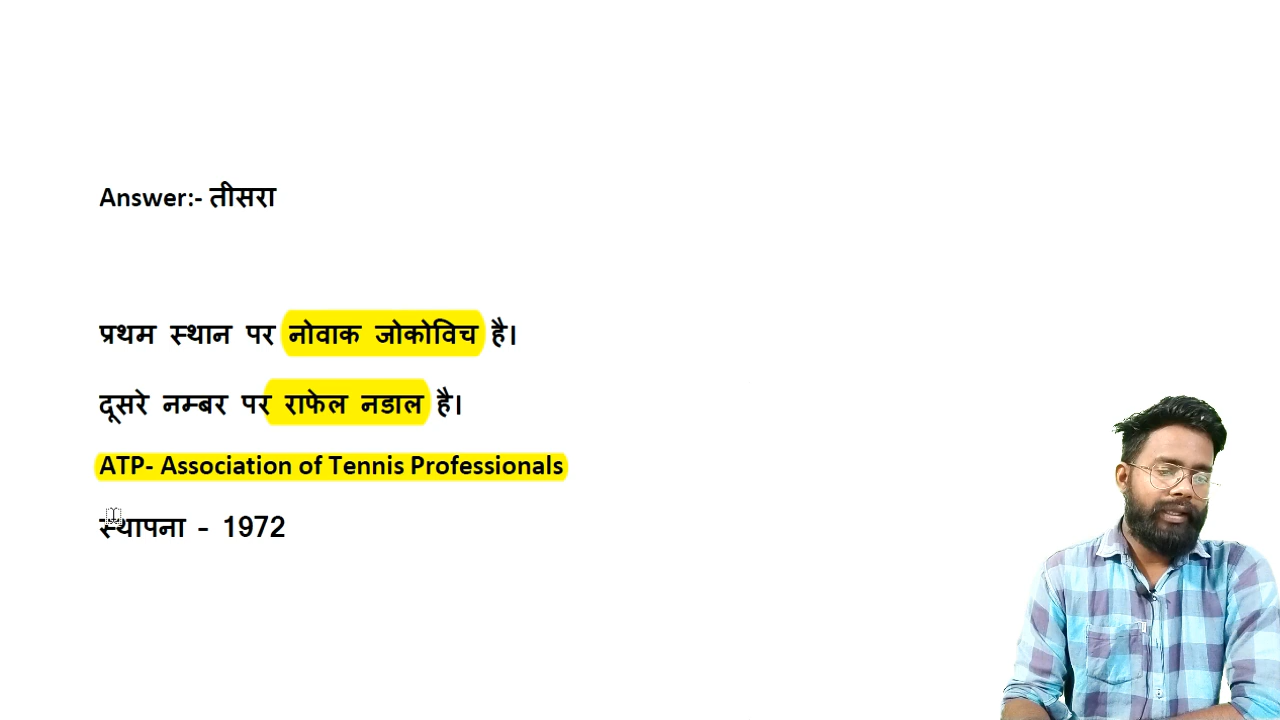 Answer:- तीसरा
प्रथम स्थान पर नोवाक जोकोविच है।
दूसरे नम्बर पर राफेल नडाल है।
ATP- Association of Tennis Professionals
स्थापना - 1972